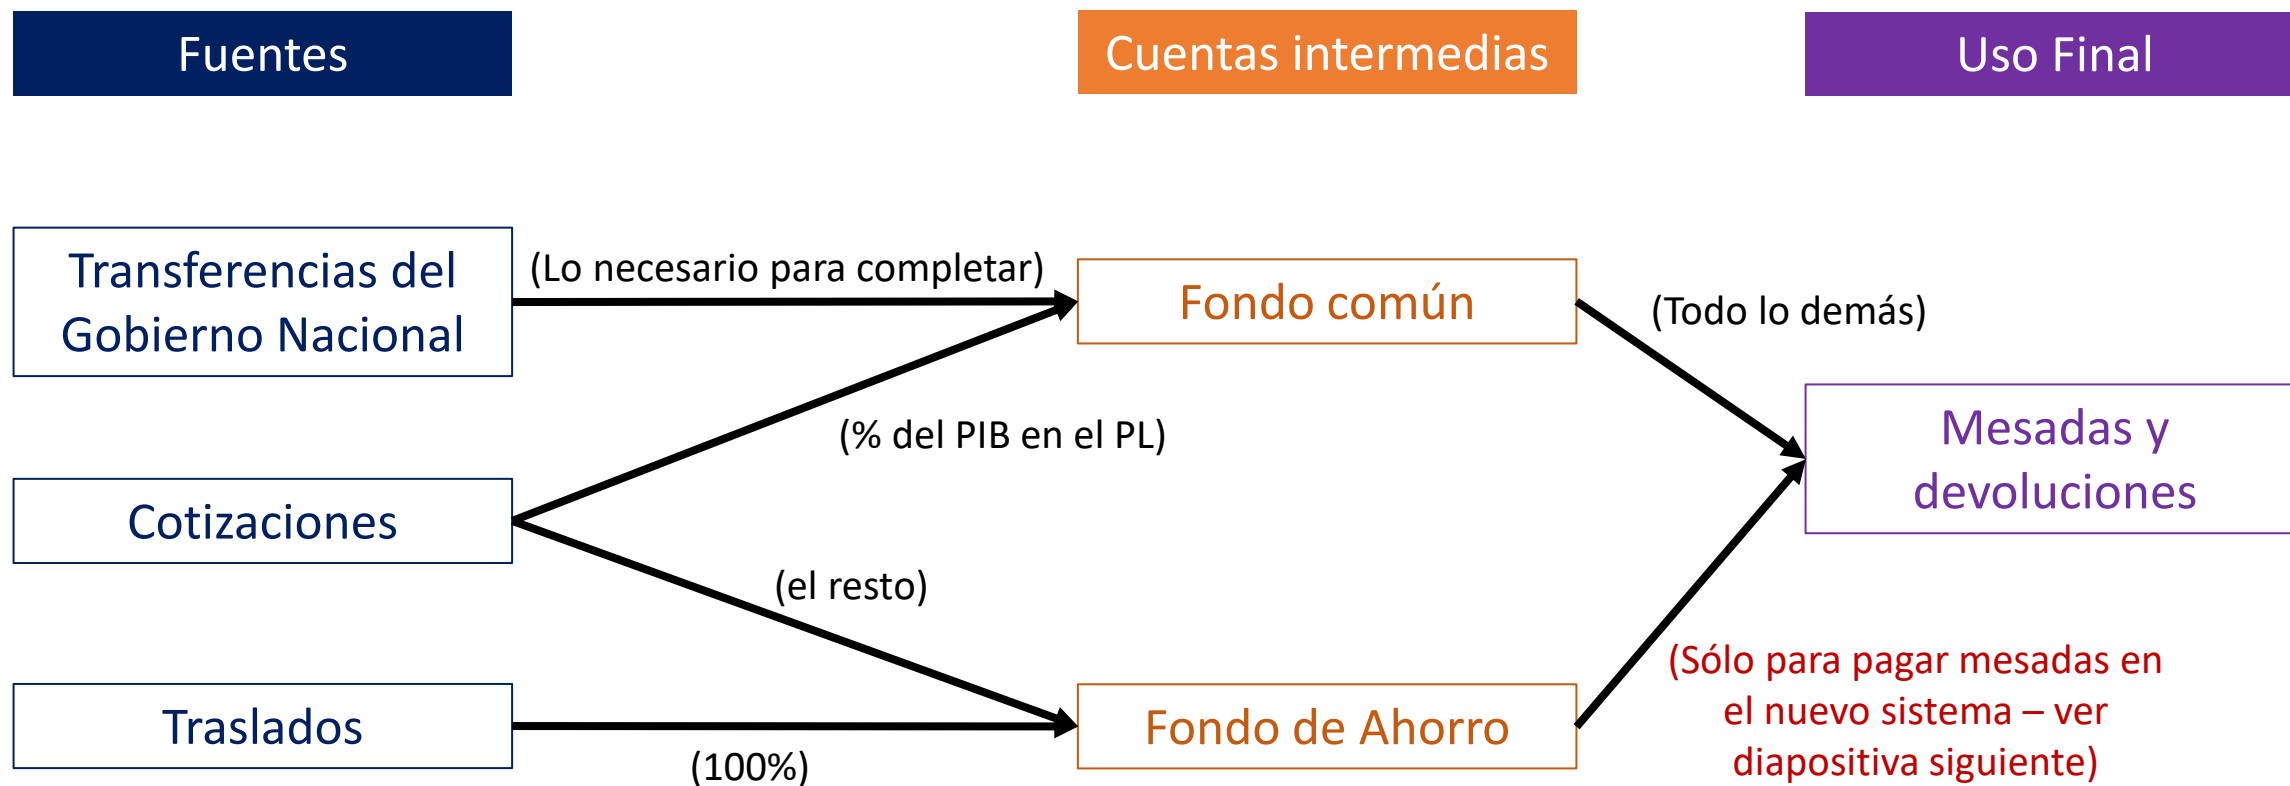 Fuentes
Cuentas intermedias
Uso Final
Transferencias del
Gobierno Nacional
(Lo necesario para completar)
Fondo común
(Todo lo demás)
(% del PIB en el PL)
Mesadas y
devoluciones
Cotizaciones
(el resto)
Traslados
(100%)
Fondo de Ahorro
(Sólo para pagar mesadas en
el nuevo sistema – ver
diapositiva siguiente)